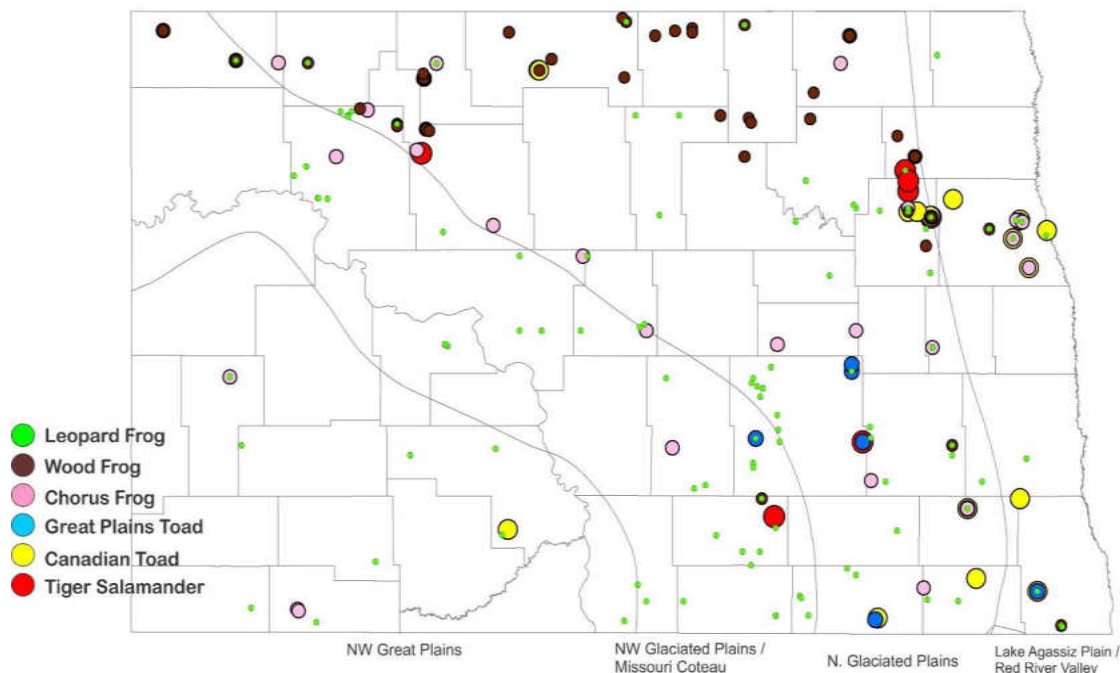 Leopard Frog
Wood Frog
Chorus Frog
Great Plains Toad
Canadian Toad
Tiger Salamander
NW Great Plains
NW Glaciated Plains /
Missouri Coteau
N. Glaciated Plains
Lake Agassiz Plain /
Red River Valley